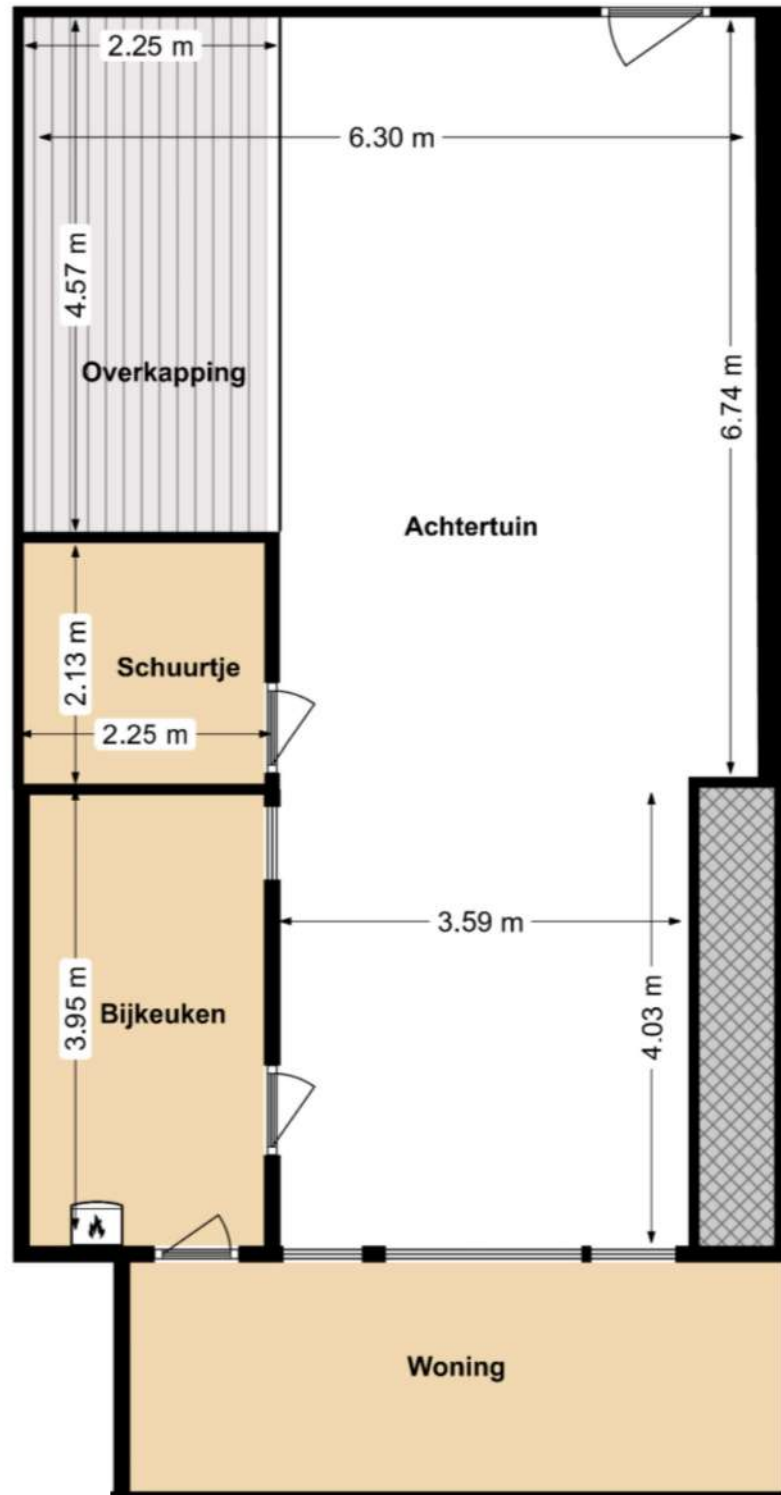 2.25 m
6.30 m
4.57 m
Overkapping
6.74 m
Achtertuin
2.13 m
Schuurtje
2.25 m
3.59 m
3.95 m
Bijkeuken
4.03 m
Woning